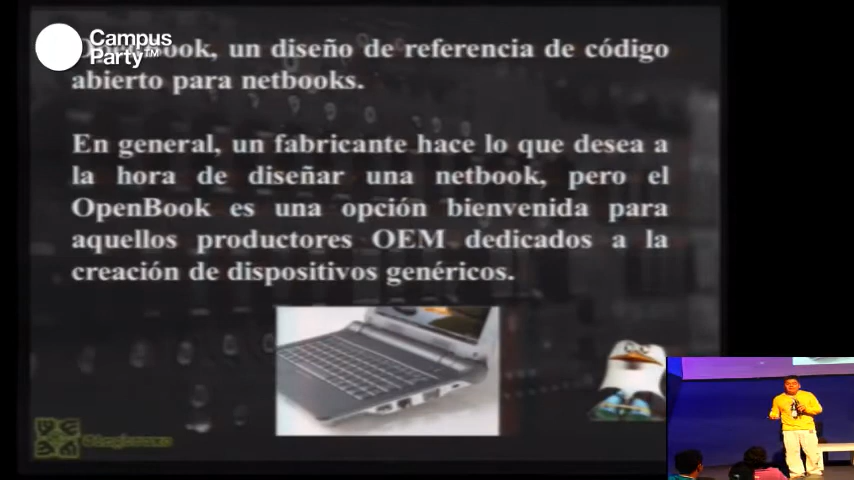 Campus
Party™
OpenBook, un diseño de referencia de código
abierto para netbooks.
En general, un fabricante hace lo que desea a
la hora de diseñar una netbook, pero el
OpenBook es una opción bienvenida para
aquellos productores OEM dedicados a la
creación de dispositivos genéricos.